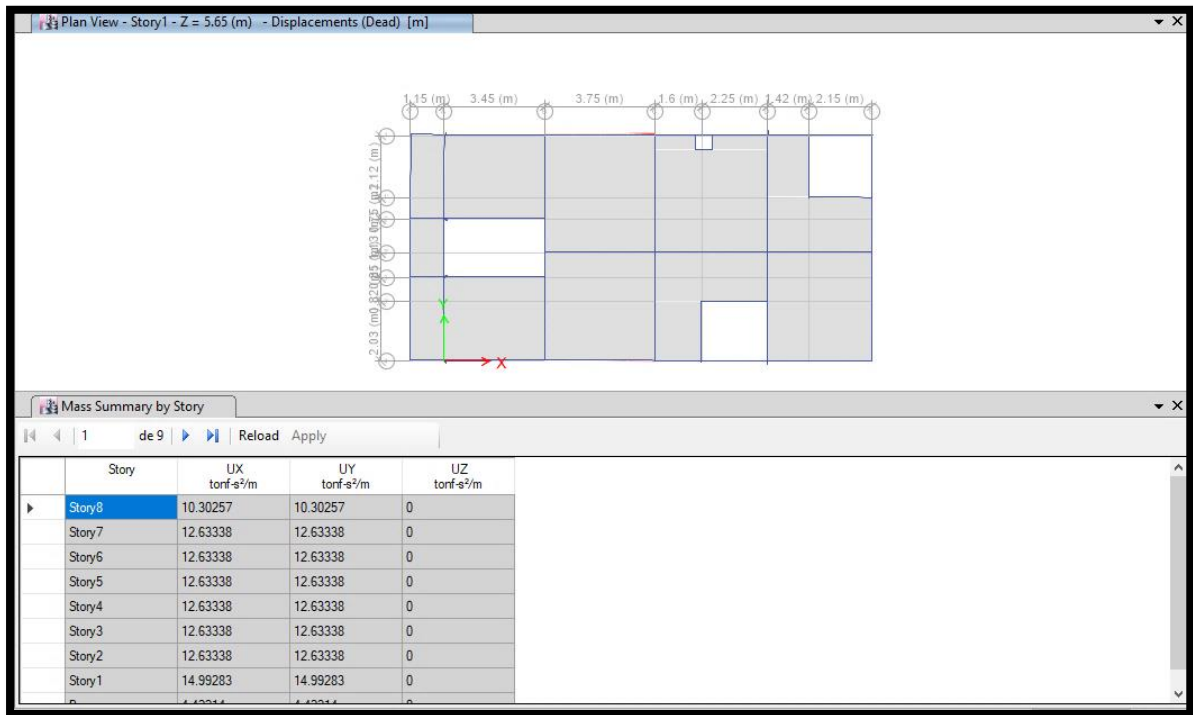 Plan View - Story1 - Z = 5.65 (m) - Displacements (Dead) [m]
1.15 (m) 3.45 (m) 3.75 (m) 1.6 (m) 2.25 (m) 1.42 (m) 2.15 (m)
2.12 (m)
2.03 (m)
Y
X
Mass Summary by Story
1 de 9 Reload Apply
Story UX UY UZ
tonf-s²/m tonf-s²/m tonf-s²/m
Story8 10.30257 10.30257 0
Story7 12.63338 12.63338 0
Story6 12.63338 12.63338 0
Story5 12.63338 12.63338 0
Story4 12.63338 12.63338 0
Story3 12.63338 12.63338 0
Story2 12.63338 12.63338 0
Story1 14.99283 14.99283 0